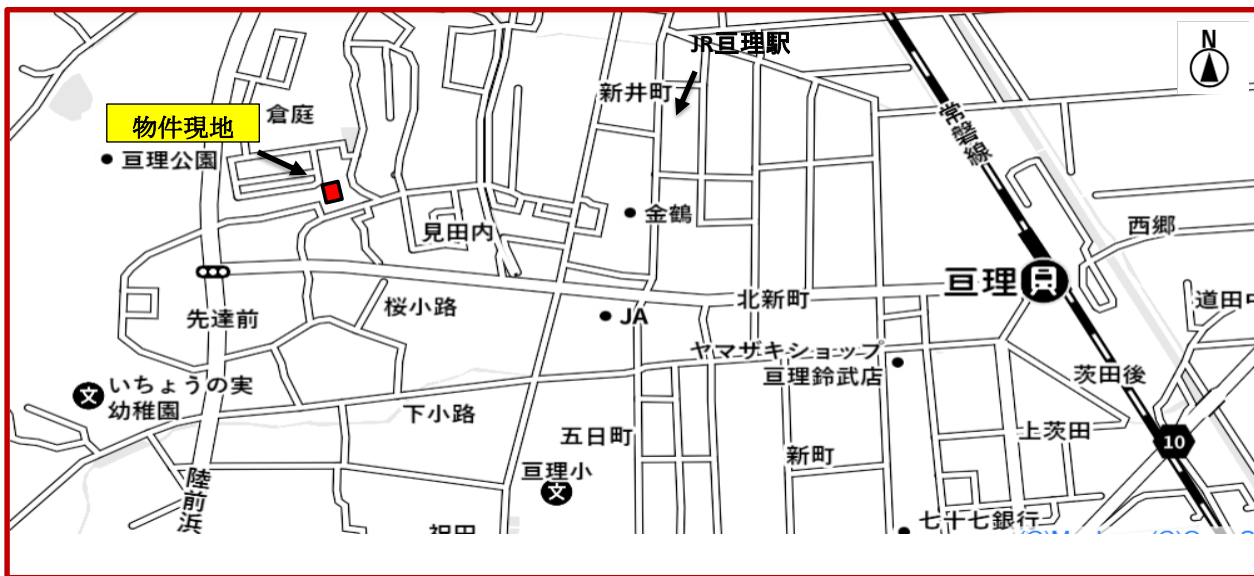 JR亘理駅
N
新井町
倉庭
物件現地
亘理公園
常磐線
金鶴
見田内
西郷
亘理
北新町
道田中
桜小路
JA
先達前
ヤマザキショップ
亘理鈴武店
茨田後
いちょうの実
幼稚園
文
下小路
五日町
上茨田
10
新町
亘理小
文
陸前浜
七十七銀行